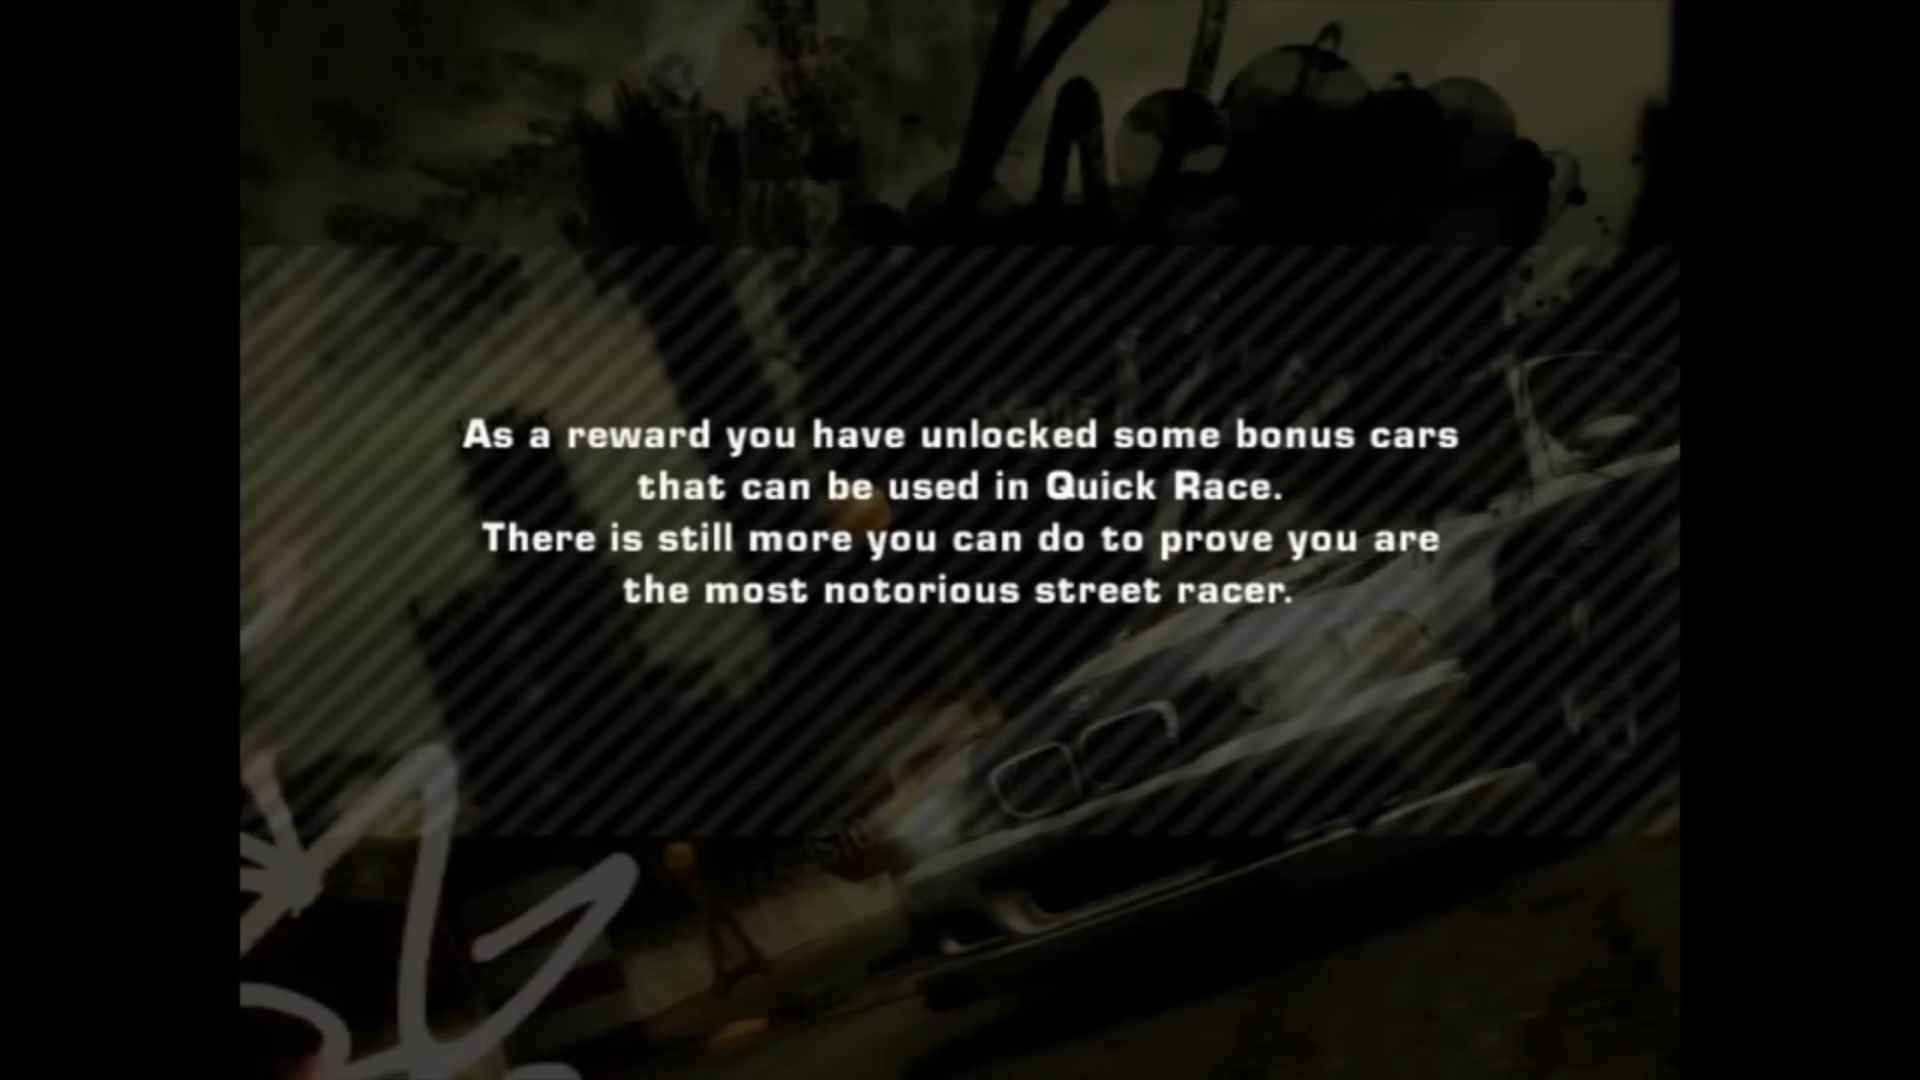 As a reward you have unlocked some bonus cars
that can be used in Quick Race.
There is still more you can do to prove you are
the most notorious street racer.